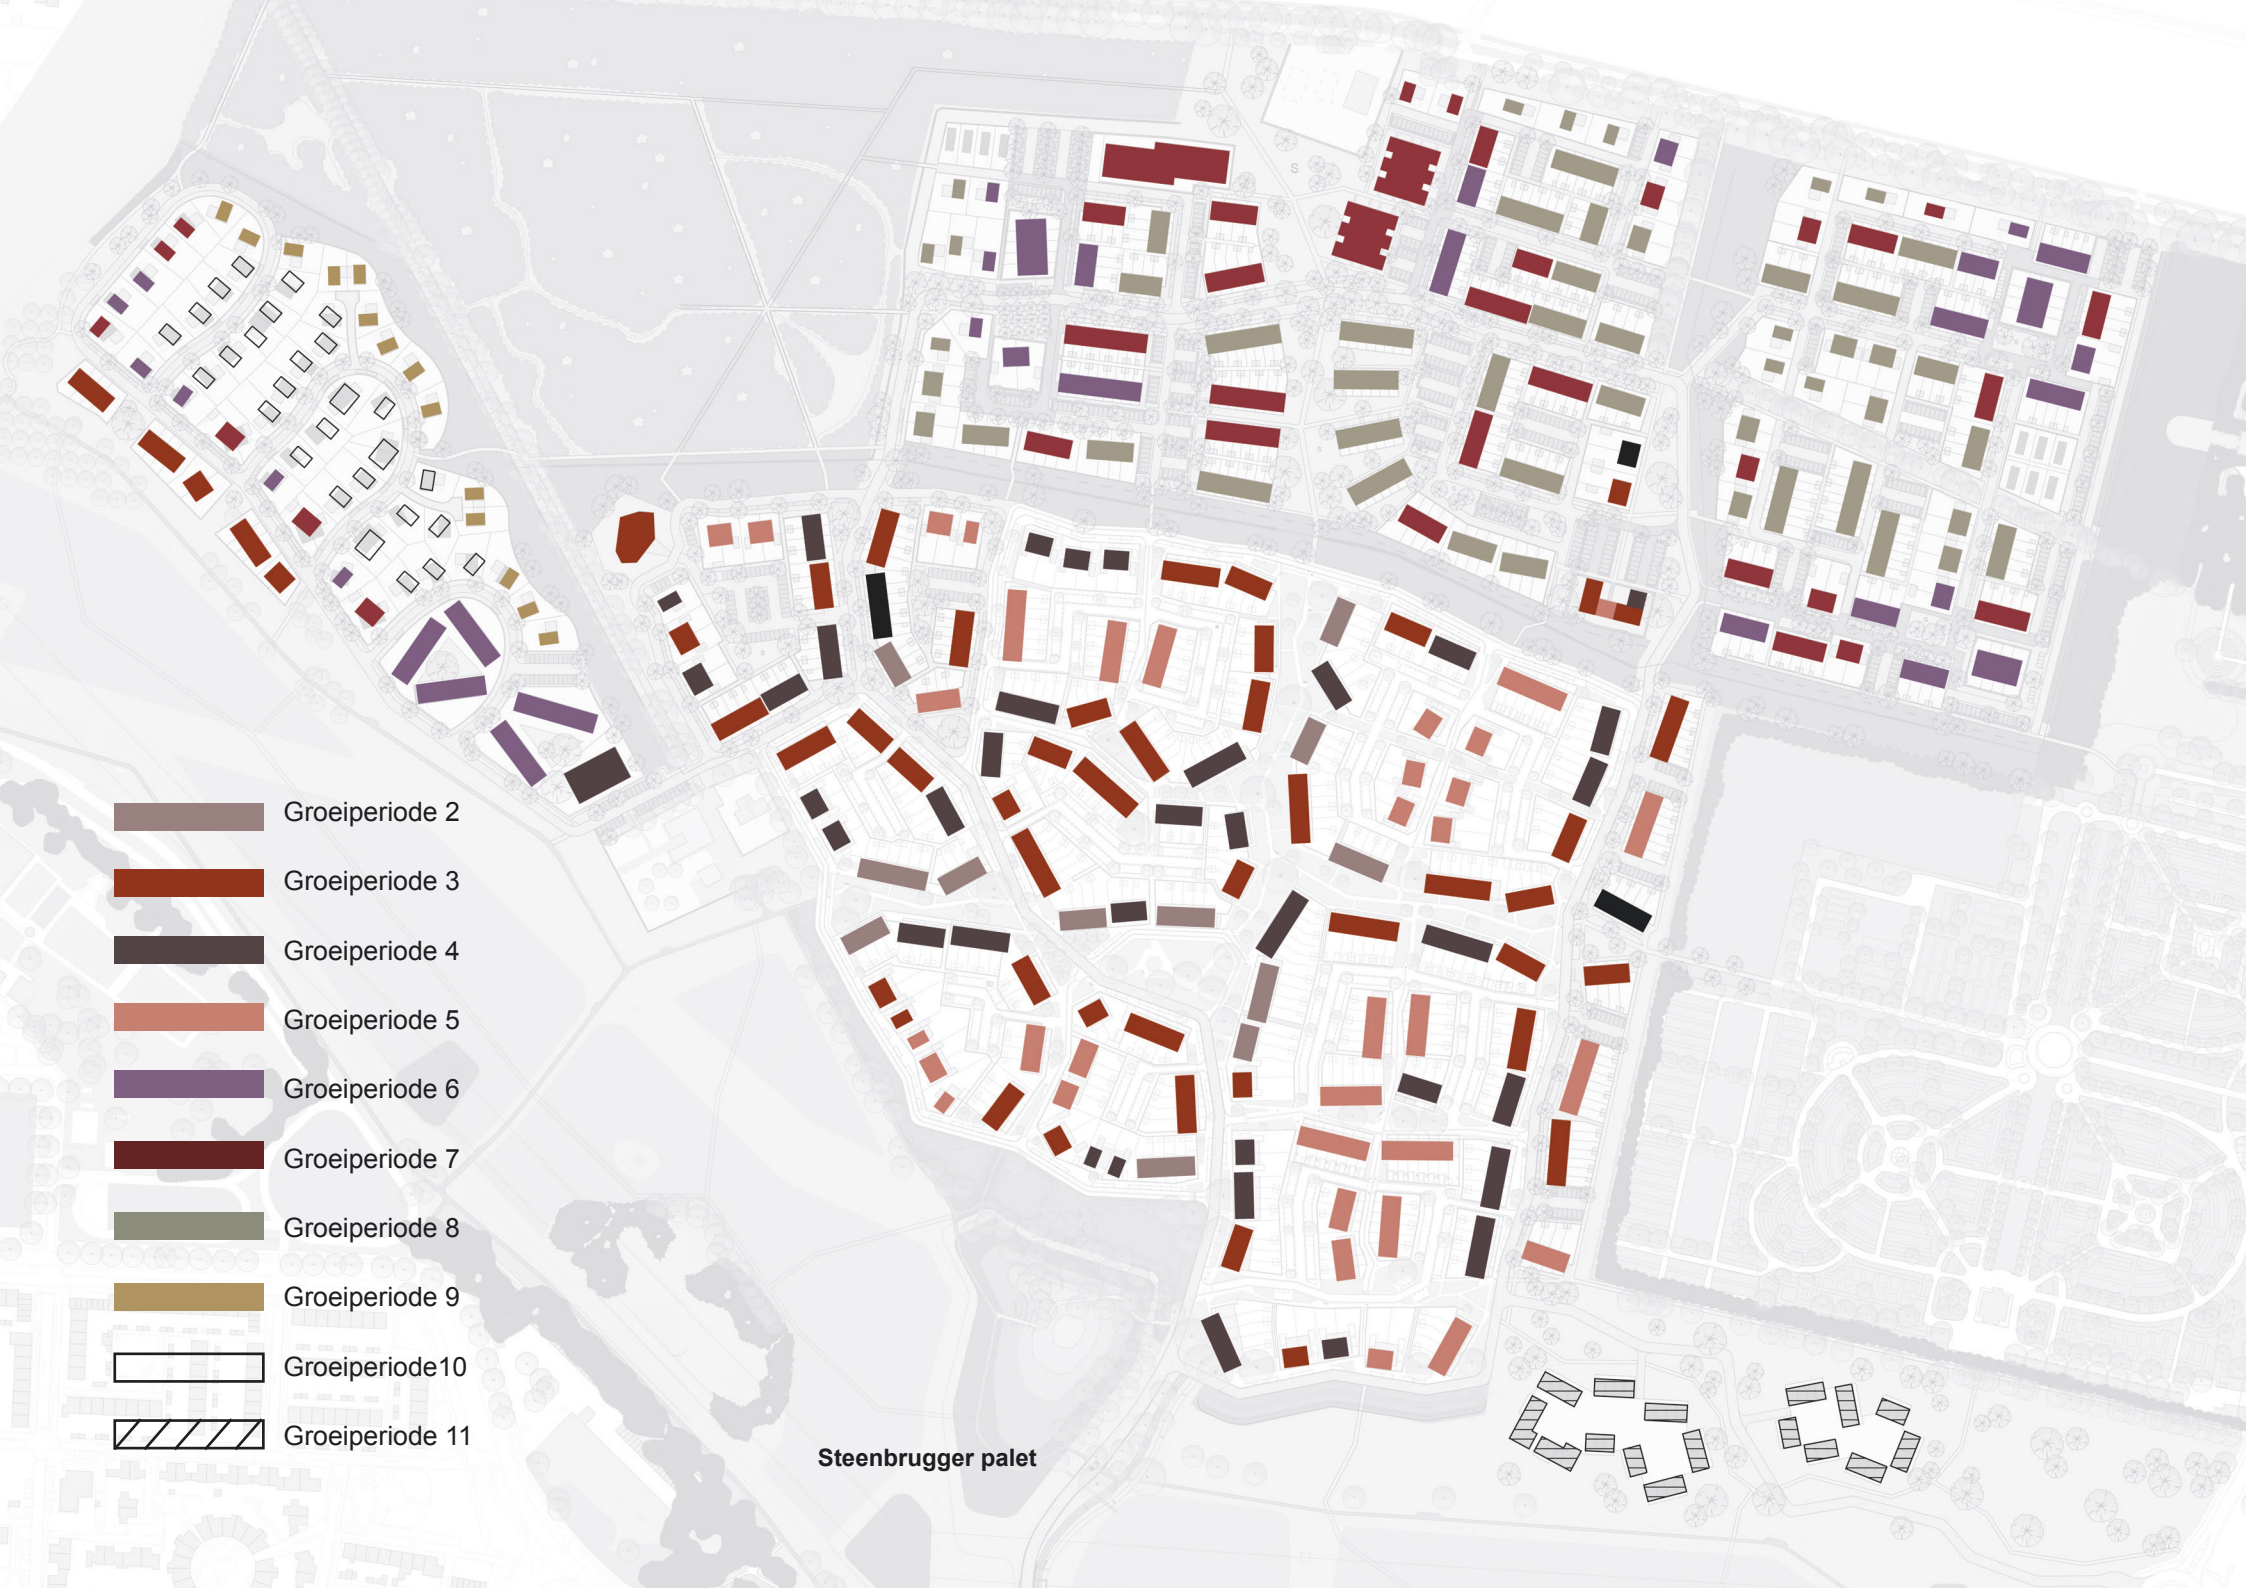 S
Groeiperiode 2
Groeiperiode 3
Groeiperiode 4
Groeiperiode 5
Groeiperiode 6
Groeiperiode 7
Groeiperiode 8
Groeiperiode 9
Groeiperiode10
Groeiperiode 11
Steenbrugger palet